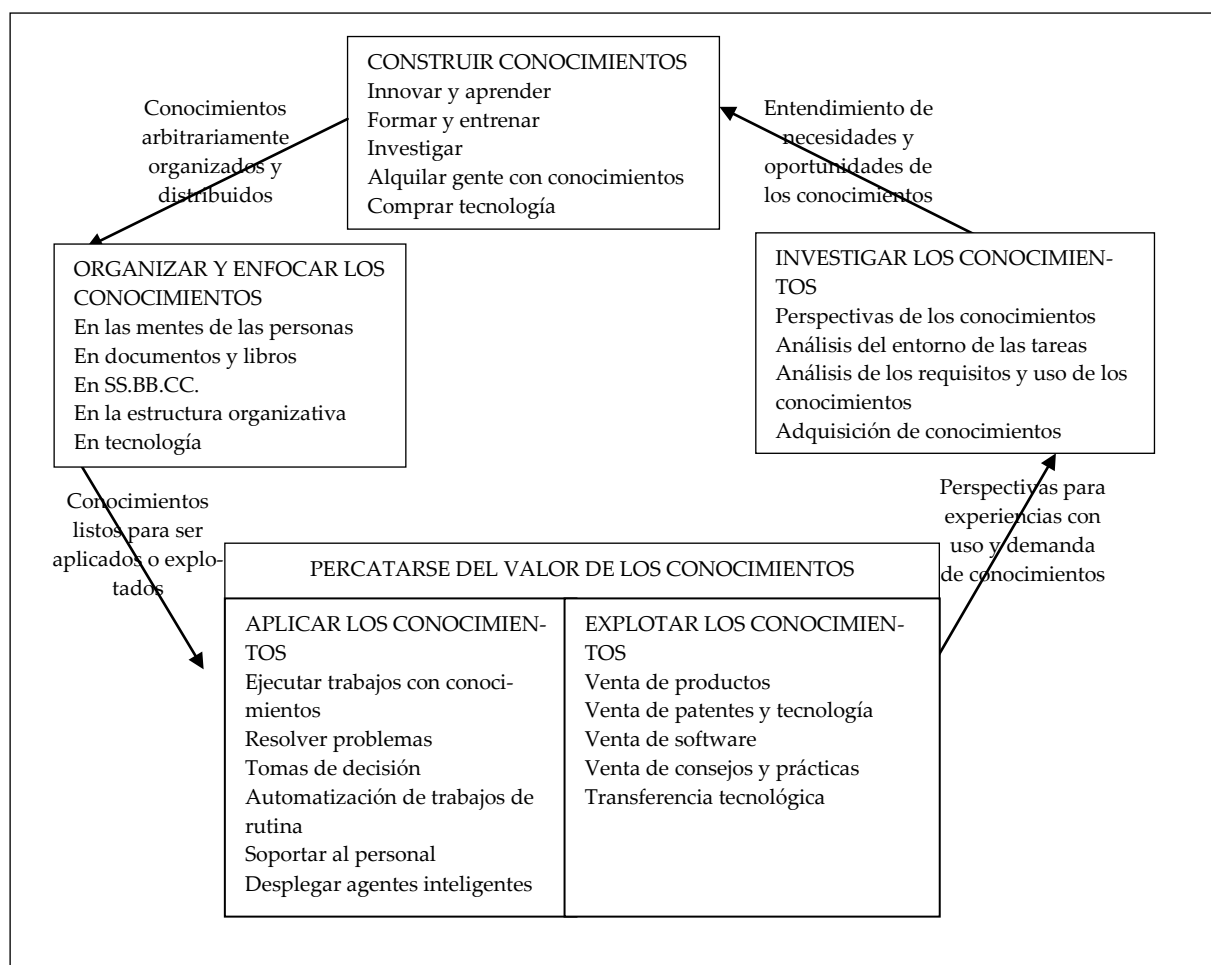 CONSTRUIR CONOCIMIENTOS
Innovar y aprender
Formar y entrenar
Investigar
Alquilar gente con conocimientos
Comprar tecnología
Conocimientos
arbitrariamente
organizados y
distribuidos
Entendimiento de
necesidades y
oportunidades de
los conocimientos
ORGANIZAR Y ENFOCAR LOS
CONOCIMIENTOS
En las mentes de las personas
En documentos y libros
En SS.BB.CC.
En la estructura organizativa
En tecnología
INVESTIGAR LOS CONOCIMIEN-
TOS
Perspectivas de los conocimientos
Análisis del entorno de las tareas
Análisis de los requisitos y uso de los
conocimientos
Adquisición de conocimientos
Conocimientos
listos para ser
aplicados o explo-
tados
Perspectivas para
experiencias con
uso y demanda
de conocimientos
PERCATARSE DEL VALOR DE LOS CONOCIMIENTOS
APLICAR LOS CONOCIMIEN-
TOS
Ejecutar trabajos con conoci-
mientos
Resolver problemas
Tomas de decisión
Automatización de trabajos de
rutina
Soportar al personal
Desplegar agentes inteligentes
EXPLOTAR LOS CONOCIMIEN-
TOS
Venta de productos
Venta de patentes y tecnología
Venta de software
Venta de consejos y prácticas
Transferencia tecnológica